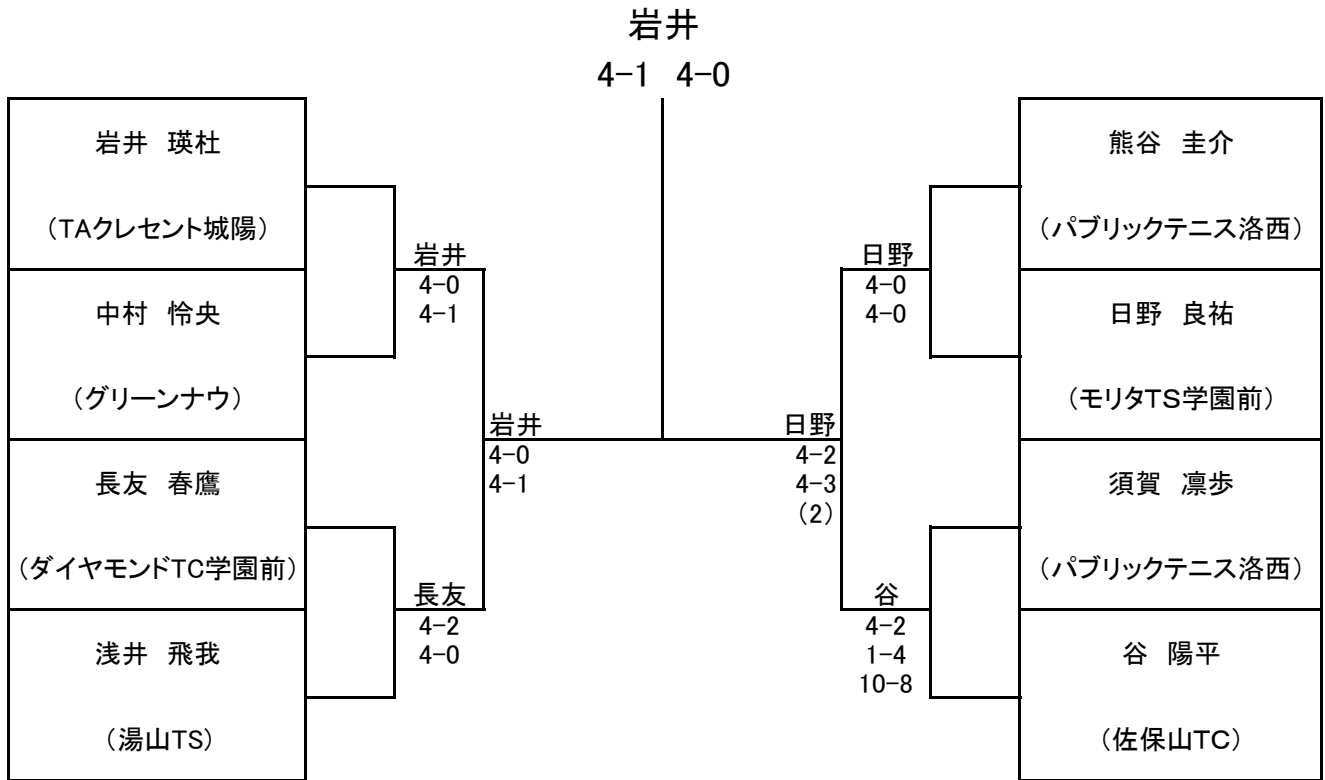 岩井
4-1 4-0
岩井 瑛杜
（TAクレセント城陽）
中村 怜央
（グリーンナウ）
長友 春鷹
（ダイヤモンドTC学園前）
浅井 飛我
（湯山TS）
岩井
4-0
4-1
長友
4-2
4-0
岩井
4-0
4-1
日野
4-2
4-3
（2）
日野
4-0
4-0
谷
4-2
1-4
10-8
熊谷 圭介
（パブリックテニス洛西）
日野 良祐
（モリタTS学園前）
須賀 凛歩
（パブリックテニス洛西）
谷 陽平
（佐保山TC）